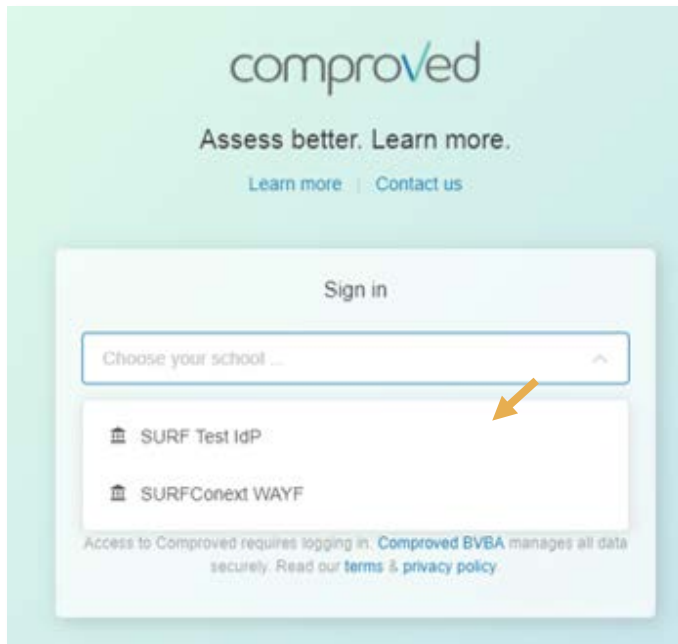 comproved
Assess better. Learn more.
Learn more | Contact us
Sign in
Choose your school ...
SURF Test IdP
SURFConext WAYF
Access to Comproved requires logging in. Comproved BVBA manages all data
securely. Read our terms & privacy policy